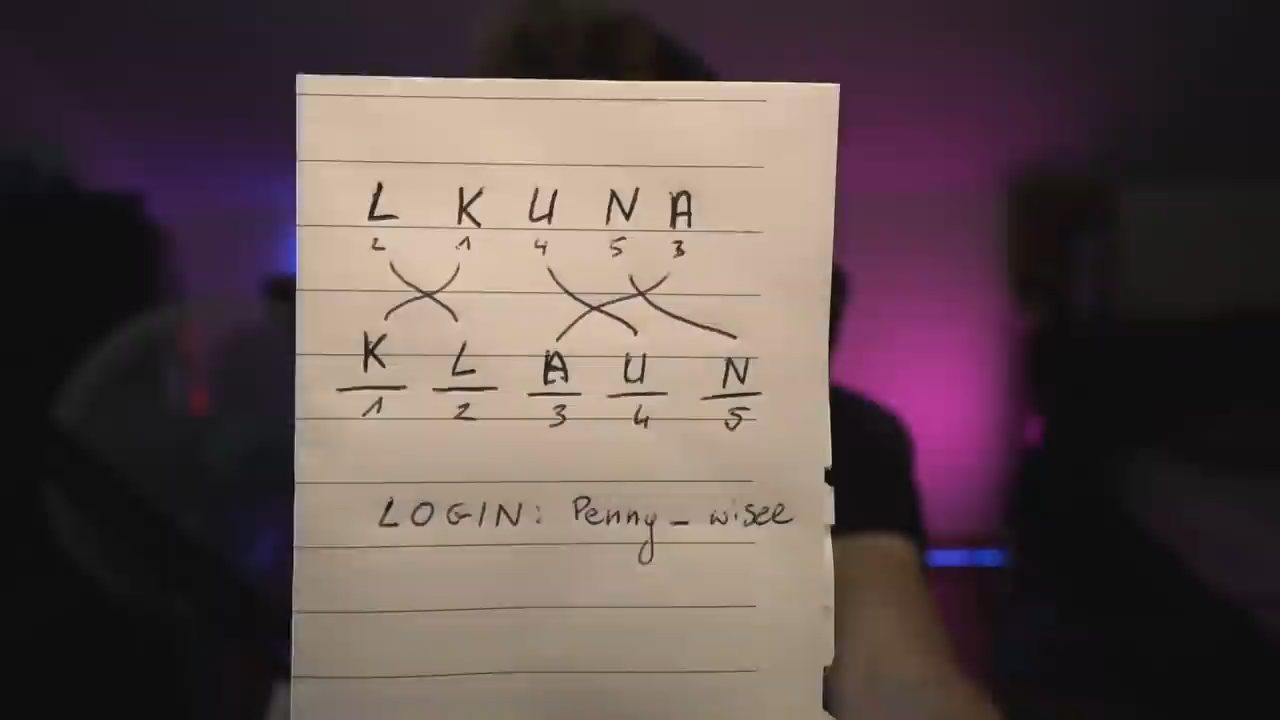 L K U N A
2 1 4 5 3
K L A U N
1 2 3 4 5
LOGIN: Penny_wisee